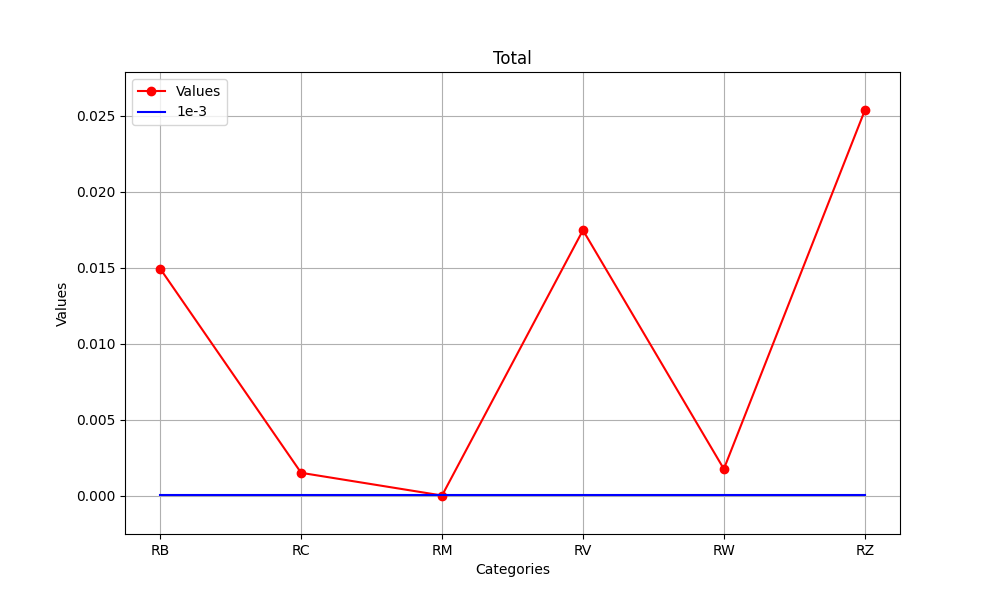 Total
Values
1e-3
0.025
0.020
0.015
0.010
0.005
0.000
Values
RB RC RM RV RW RZ
Categories